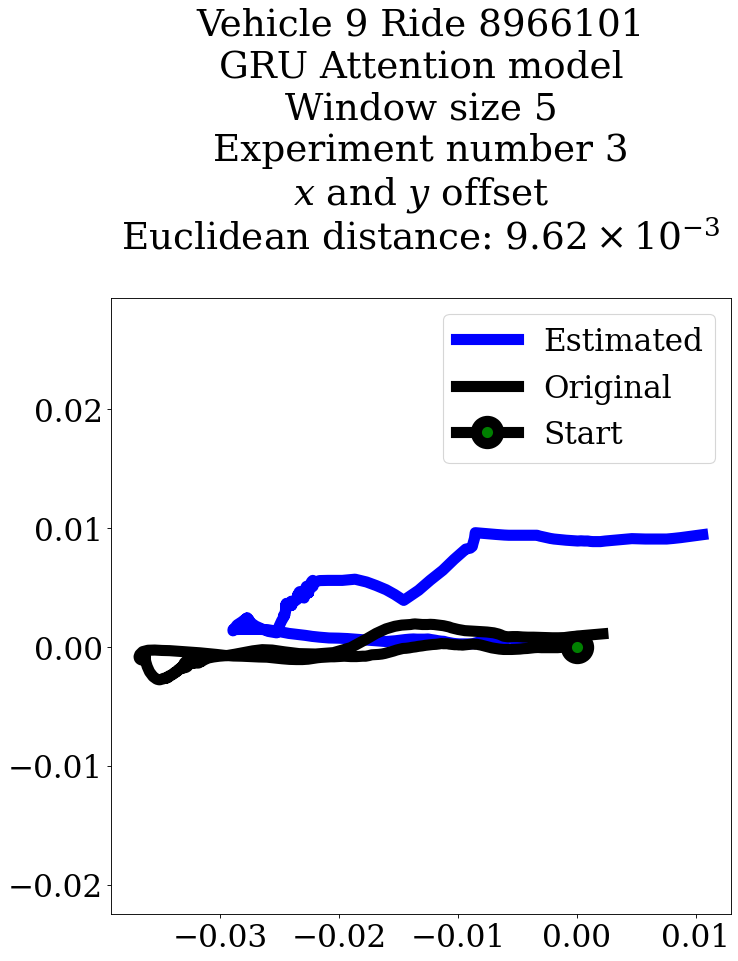 Vehicle 9 Ride 8966101
GRU Attention model
Window size 5
Experiment number 3
x and y offset
Euclidean distance: 9.62 × 10⁻³
Estimated
Original
Start
0.02
0.01
0.00
−0.01
−0.02
−0.03 −0.02 −0.01 0.00 0.01